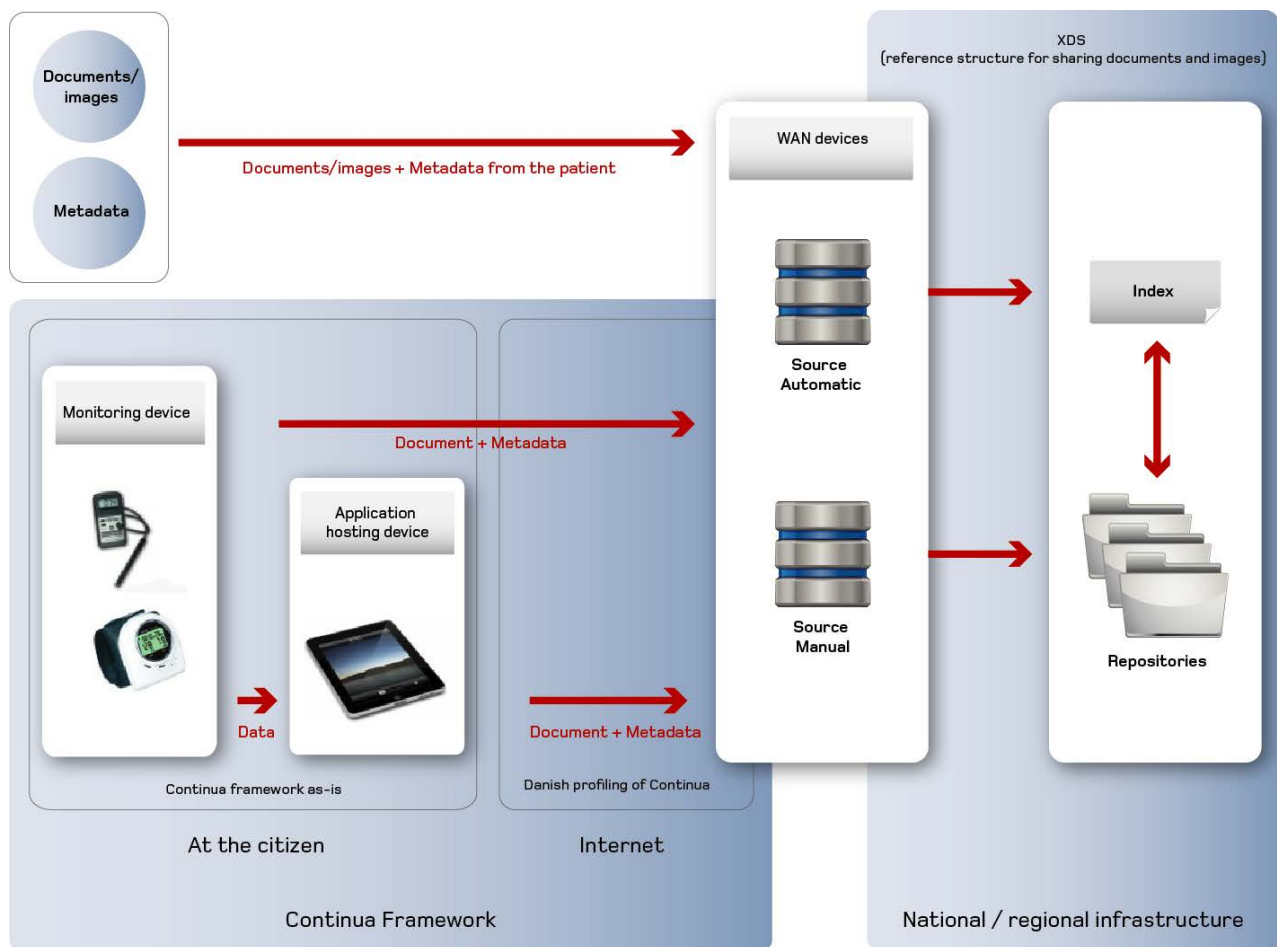 Documents/
images
Metadata
Documents/images + Metadata from the patient
WAN devices
XDS
(reference structure for sharing documents and images)
Source
Automatic
Index
Monitoring device
Document + Metadata
Application
hosting device
Source
Manual
Repositories
Data
Document + Metadata
Continua framework as-is
Danish profiling of Continua
At the citizen
Internet
Continua Framework
National / regional infrastructure